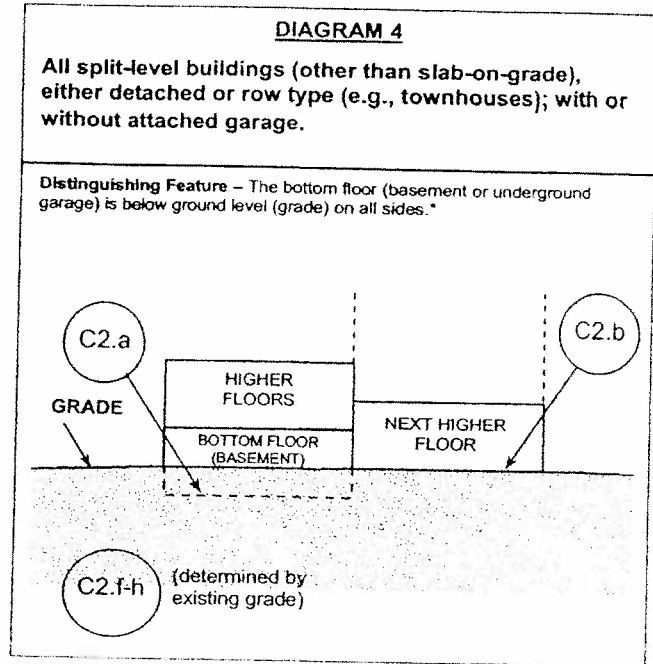 DIAGRAM 4
All split-level buildings (other than slab-on-grade),
either detached or row type (e.g., townhouses); with or
without attached garage.
Distinguishing Feature – The bottom floor (basement or underground
garage) is below ground level (grade) on all sides.*
C2.a
C2.b
HIGHER
FLOORS
GRADE
NEXT HIGHER
FLOOR
BOTTOM FLOOR
(BASEMENT)
C2.f-h
(determined by
existing grade)